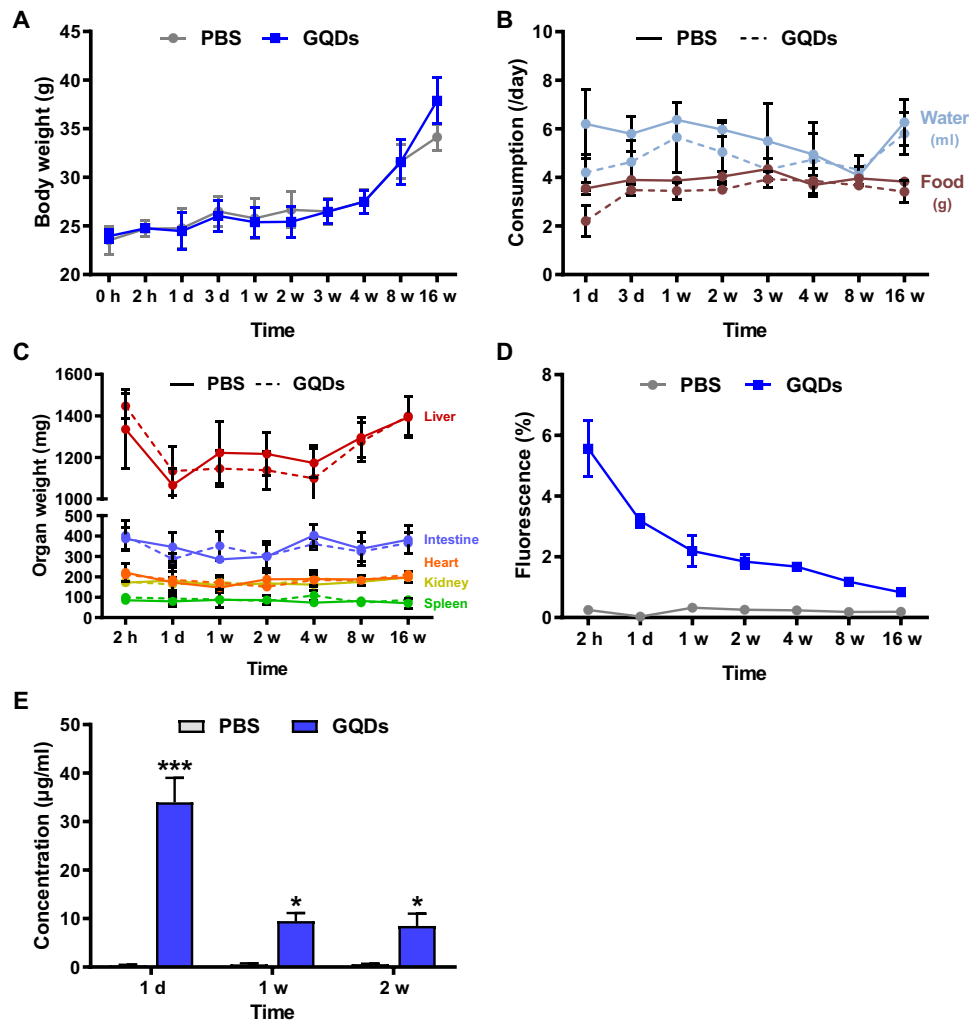 A
PBS GQDs
Body weight (g)
45
40
35
30
25
20
0 h 2 h 1 d 3 d 1 w 2 w 3 w 4 w 8 w 16 w
Time
B
PBS GQDs
Consumption (/day)
10
8
6
4
2
0
Water
(ml)
Food
(g)
1 d 3 d 1 w 2 w 3 w 4 w 8 w 16 w
Time
C
PBS GQDs
Organ weight (mg)
1600
1400
1200
1000
500
400
300
200
100
0
Liver
Intestine
Heart
Kidney
Spleen
2 h 1 d 1 w 2 w 4 w 8 w 16 w
Time
D
PBS GQDs
Fluorescence (%)
8
6
4
2
0
2 h 1 d 1 w 2 w 4 w 8 w 16 w
Time
E
PBS GQDs
Concentration (µg/ml)
50
40
30
20
10
0
***
*
*
1 d 1 w 2 w
Time